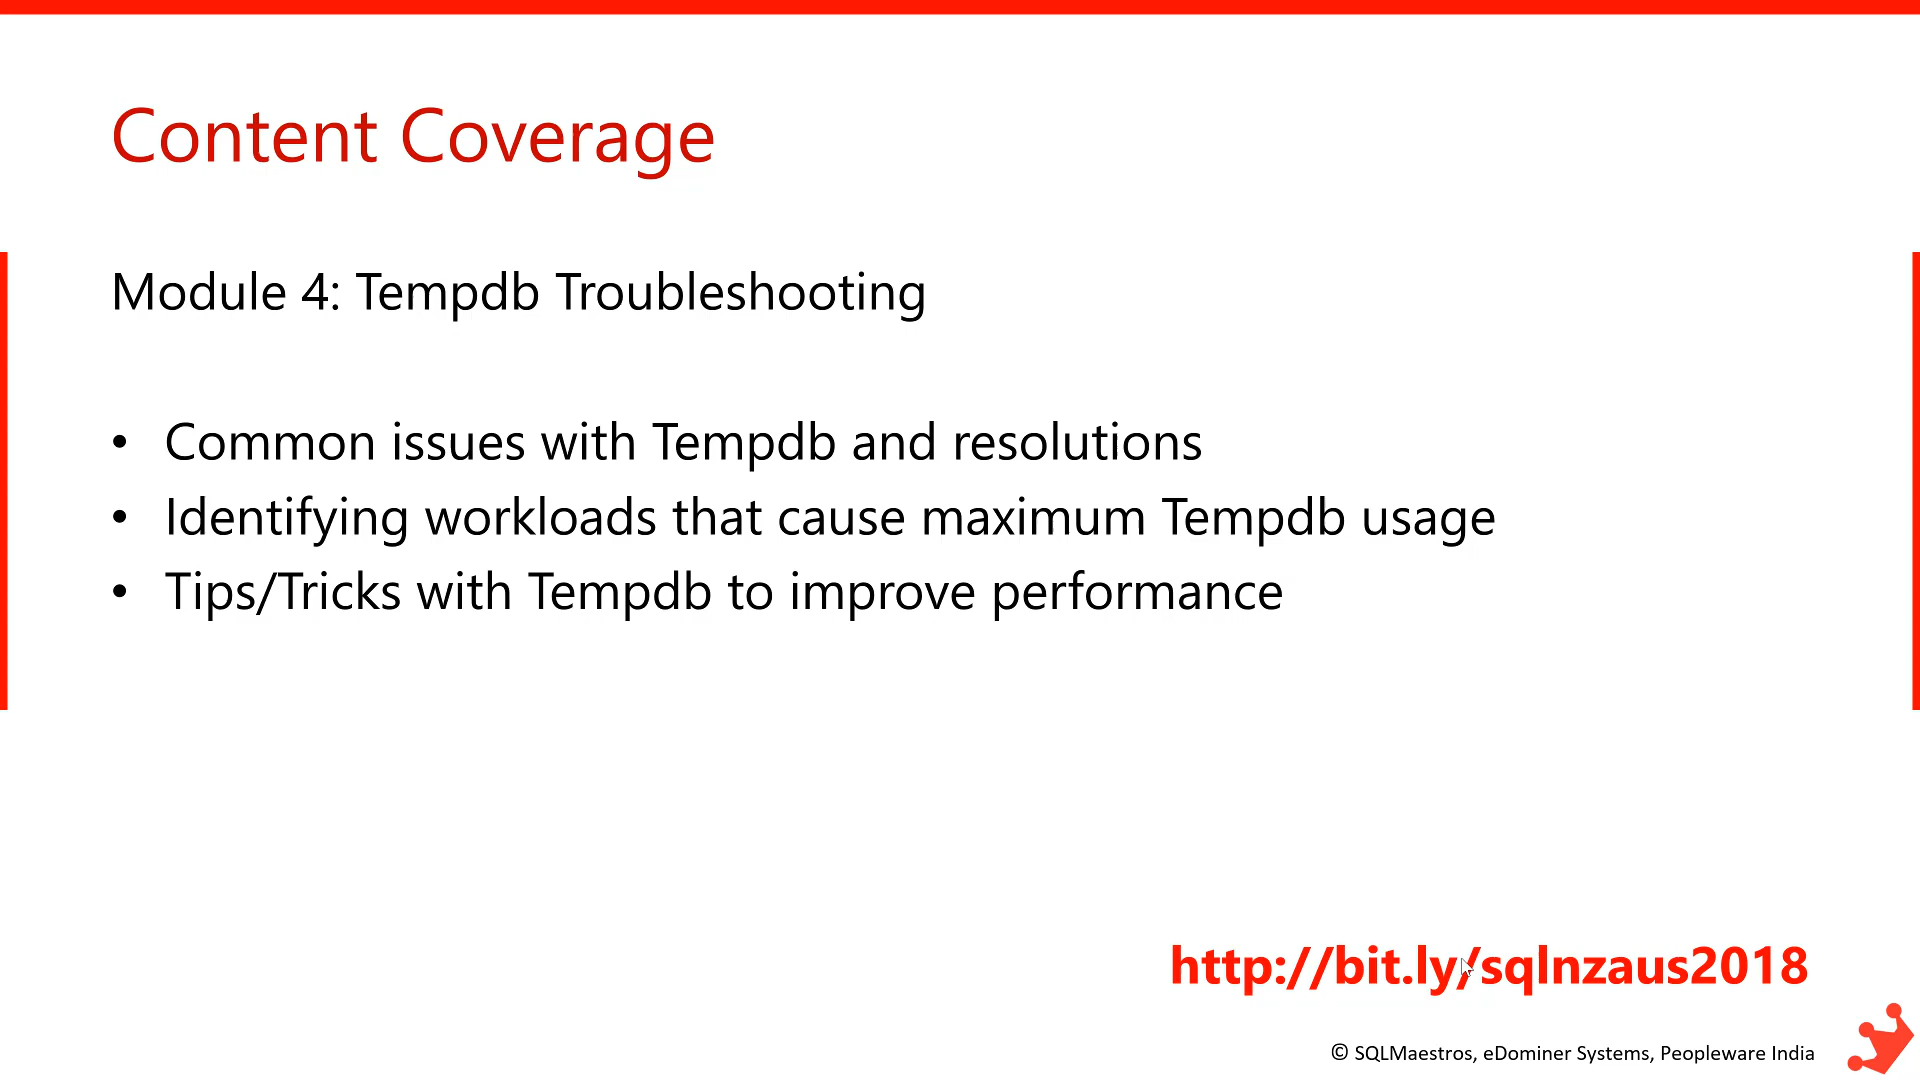 Content Coverage
Module 4: Tempdb Troubleshooting
• Common issues with Tempdb and resolutions
• Identifying workloads that cause maximum Tempdb usage
• Tips/Tricks with Tempdb to improve performance
http://bit.ly/sqlnzaus2018
© SQLMaestros, eDominer Systems, Peopleware India